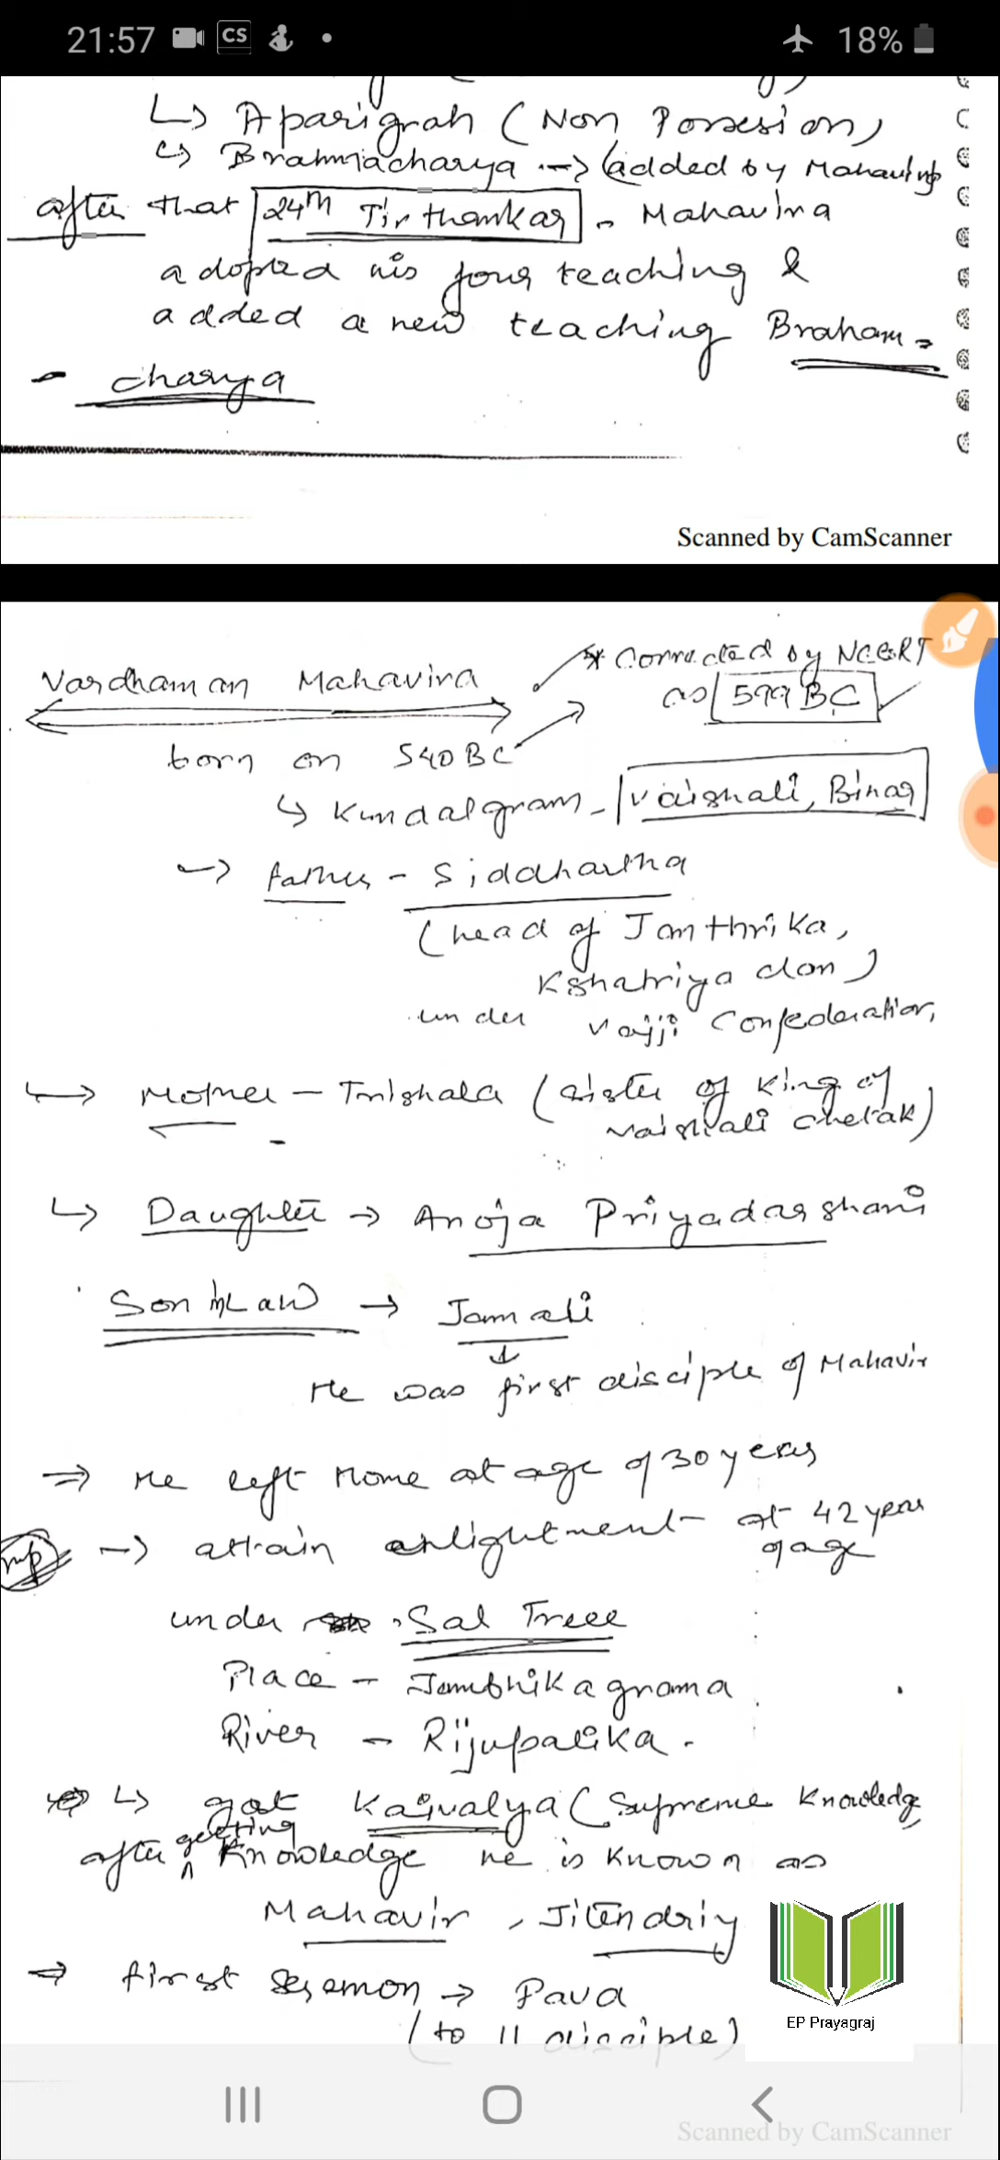 21:57 CS 18%
↳ Aparigrah (Non Possesion)
↳ Brahmacharya --> (added by Mahavir)
after that 24th Tirthankar - Mahavira
adopted his four teaching &
added a new teaching Braham-
- charya
Scanned by CamScanner
Vardhaman Mahavira
* Corrected by NCERT
as 599 BC
born on 540 BC
↳ Kundalgram - Vaishali, Bihar
→ father - Siddhartha
(head of Janthrika,
Kshatriya clan)
under Vajji Confederation,
↳ Mother - Trishala (sister of King of
Vaishali Chetak)
↳ Daughter → Anoja Priyadarshani
Son in Law → Jamali
↓
He was first disciple of Mahavir
⇒ He left Home at age of 30 years
Imp → attain enlightment at 42 years
of age
under Sal Treee
Place - Jambhikagrama
River - Rijupalika.
↳ got Kaivalya (Supreme Knowledge,
after getting Knowledge he is known as
Mahavir, Jitendriy
→ first Seremon → Pava
(to 11 disciple)
EP Prayagraj
Scanned by CamScanner